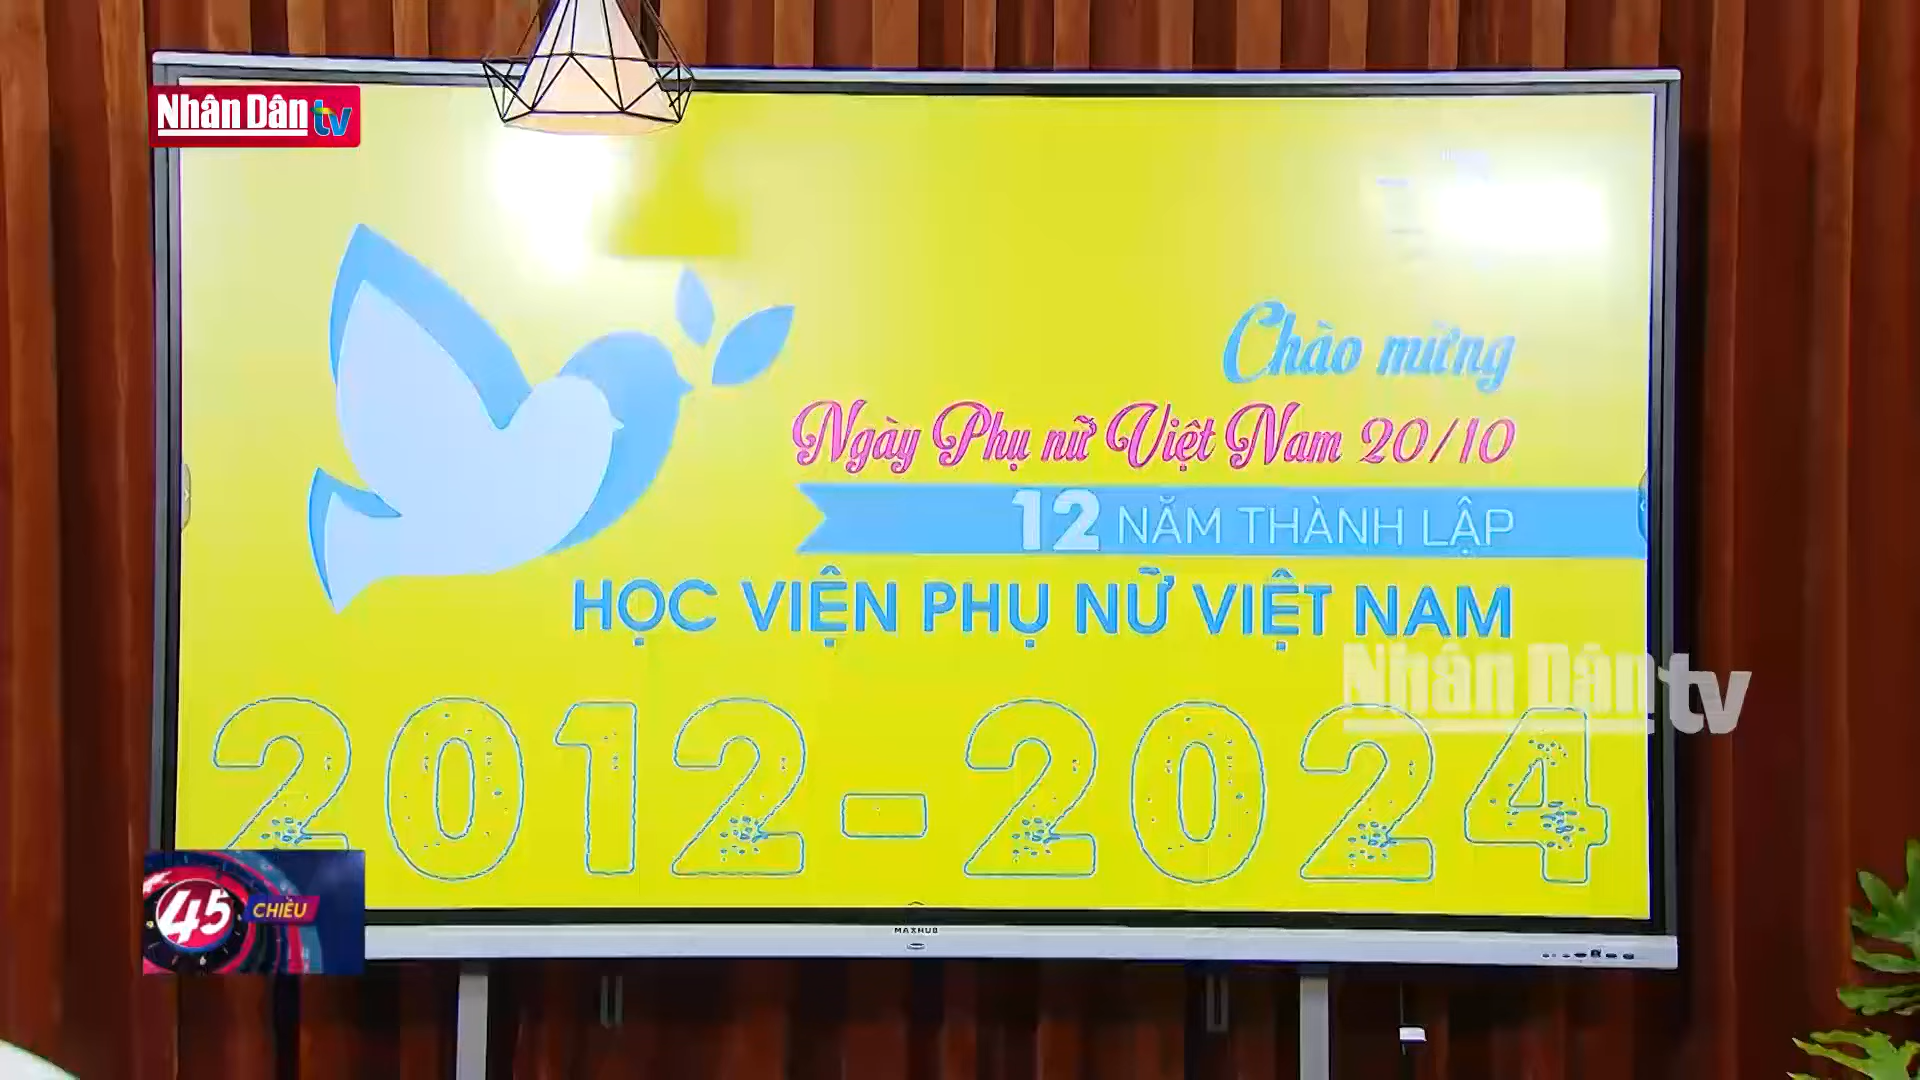 Nhân Dân tv
Chào mừng
Ngày Phụ nữ Việt Nam 20/10
12 NĂM THÀNH LẬP
HỌC VIỆN PHỤ NỮ VIỆT NAM
Nhân Dân tv
2012-2024
45 CHIỀU
MAXHUB